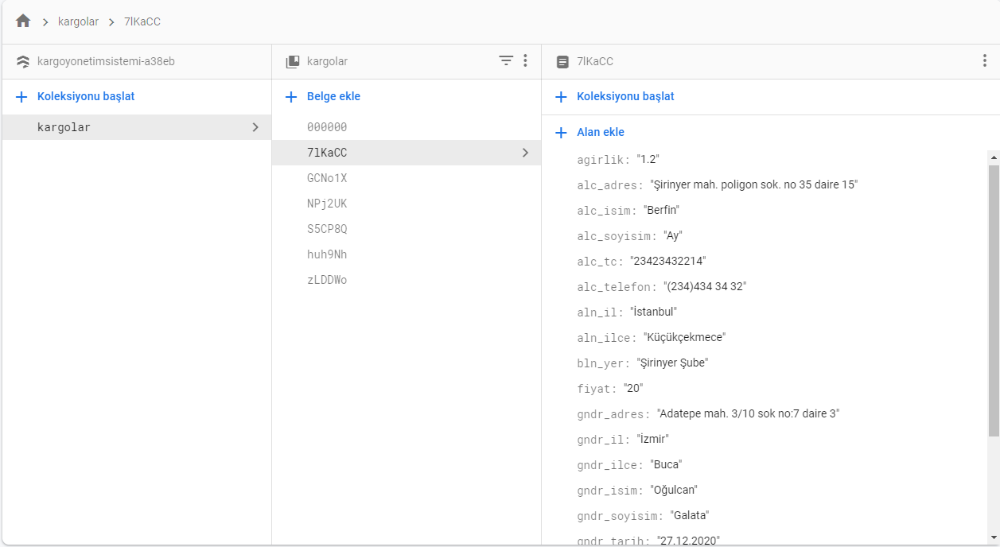 kargolar 7lKaCC
kargoyonetimsistemi-a38eb
Koleksiyonu başlat
kargolar
kargolar
Belge ekle
000000
7lKaCC
GCNo1X
NPj2UK
S5CP8Q
huh9Nh
zLDDWo
7lKaCC
Koleksiyonu başlat
Alan ekle
agirlik: "1.2"
alc_adres: "Şirinyer mah. poligon sok. no 35 daire 15"
alc_isim: "Berfin"
alc_soyisim: "Ay"
alc_tc: "23423432214"
alc_telefon: "(234)434 34 32"
aln_il: "İstanbul"
aln_ilce: "Küçükçekmece"
bln_yer: "Şirinyer Şube"
fiyat: "20"
gndr_adres: "Adatepe mah. 3/10 sok no:7 daire 3"
gndr_il: "İzmir"
gndr_ilce: "Buca"
gndr_isim: "Oğulcan"
gndr_soyisim: "Galata"
gndr_tarih: "27.12.2020"